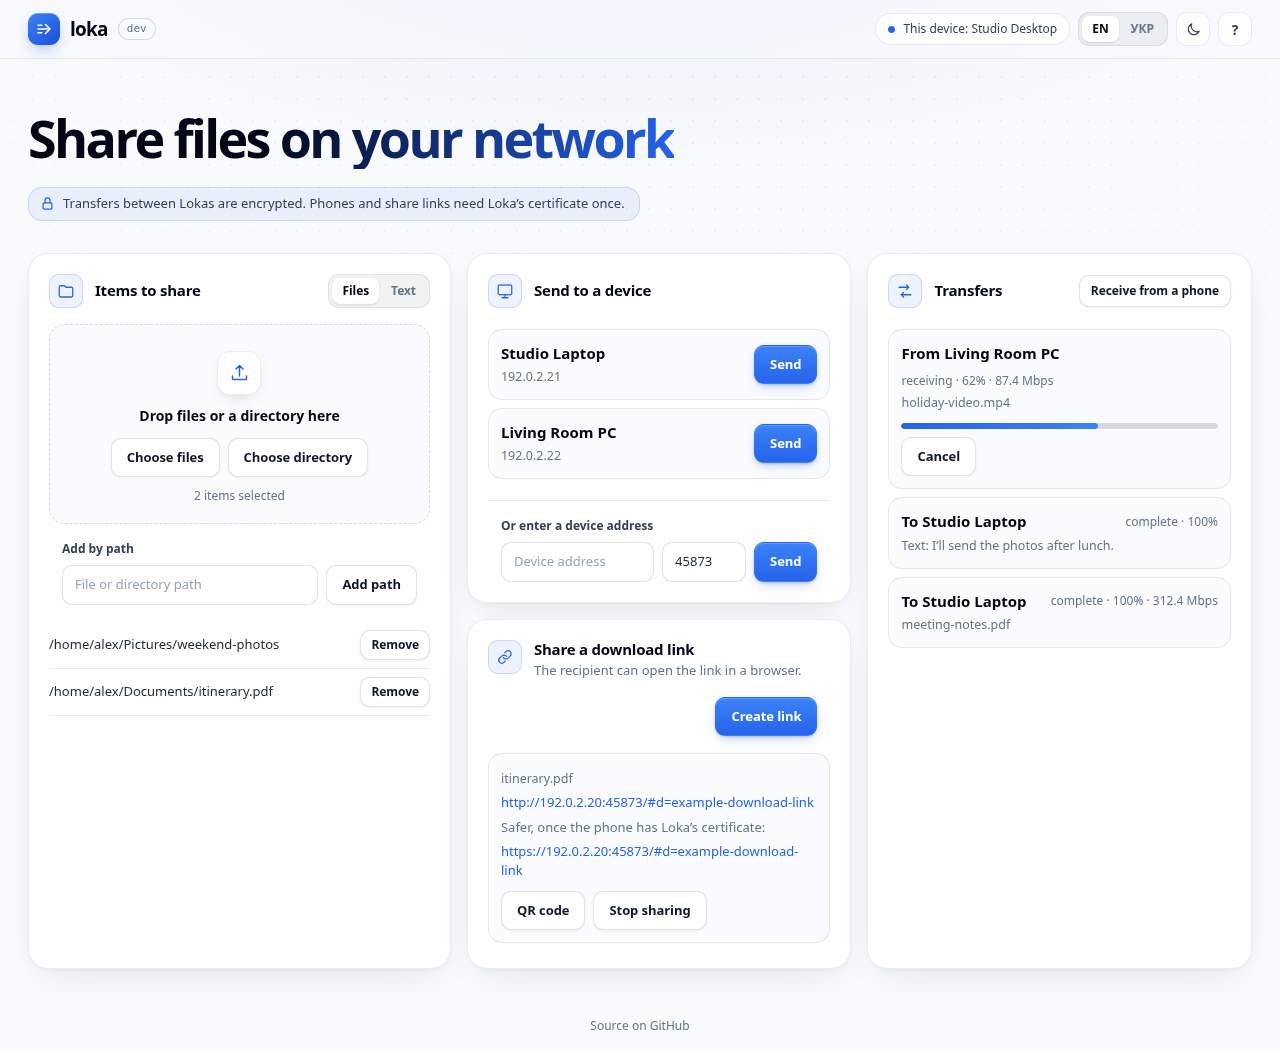 loka dev
This device: Studio Desktop EN УКР ?
Share files on your network
Transfers between Lokas are encrypted. Phones and share links need Loka’s certificate once.
Items to share Files Text
Drop files or a directory here
Choose files Choose directory
2 items selected
Add by path
File or directory path Add path
/home/alex/Pictures/weekend-photos Remove
/home/alex/Documents/itinerary.pdf Remove
Send to a device
Studio Laptop
192.0.2.21
Send
Living Room PC
192.0.2.22
Send
Or enter a device address
Device address 45873 Send
Share a download link
The recipient can open the link in a browser.
Create link
itinerary.pdf
http://192.0.2.20:45873/#d=example-download-link
Safer, once the phone has Loka’s certificate:
https://192.0.2.20:45873/#d=example-download-
link
QR code Stop sharing
Transfers Receive from a phone
From Living Room PC
receiving · 62% · 87.4 Mbps
holiday-video.mp4
Cancel
To Studio Laptop complete · 100%
Text: I’ll send the photos after lunch.
To Studio Laptop complete · 100% · 312.4 Mbps
meeting-notes.pdf
Source on GitHub